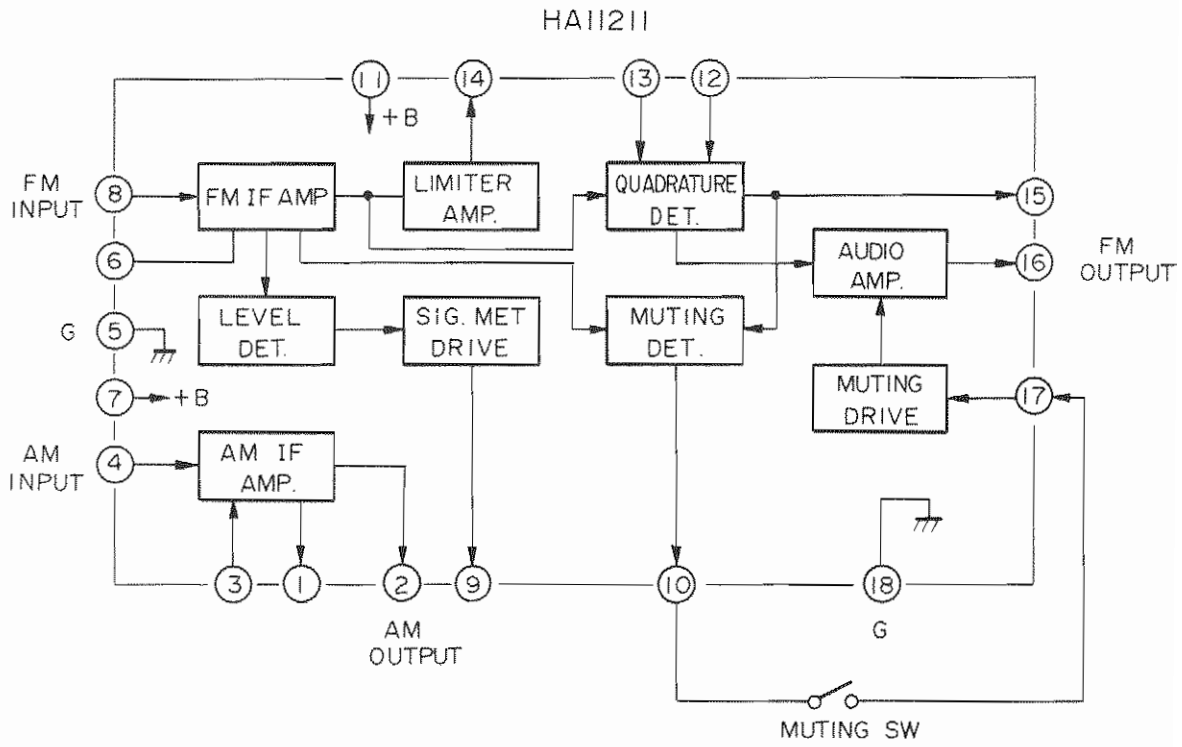 HA11211
11
14
13
12
+B
FM
INPUT
8
FM IF AMP
LIMITER
AMP.
QUADRATURE
DET.
15
6
AUDIO
AMP.
16
FM
OUTPUT
G
5
LEVEL
DET.
SIG. MET
DRIVE
MUTING
DET.
7
+B
MUTING
DRIVE
17
AM
INPUT
4
AM IF
AMP.
3
1
2
9
10
18
AM
OUTPUT
G
MUTING SW